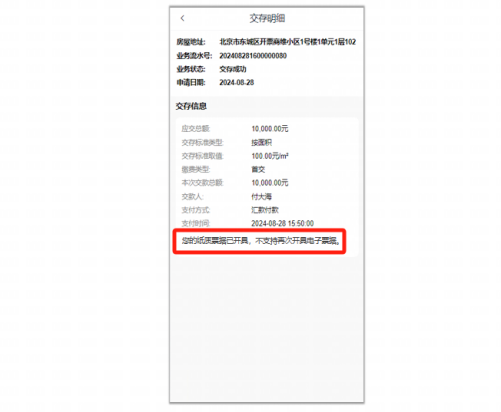 交存明细
房屋地址: 北京市东城区开票商维小区1号楼1单元1层102
业务流水号: 202408281600000080
业务状态: 交存成功
申请日期: 2024-08-28
交存信息
应交总额: 10,000.00元
交存标准类型: 按面积
交存标准取值: 100.00元/m²
缴费类型: 首交
本次交款总额: 10,000.00元
交款人: 付大海
支付方式: 汇款付款
支付时间: 2024-08-28 15:50:00
您的纸质票据已开具，不支持再次开具电子票据。